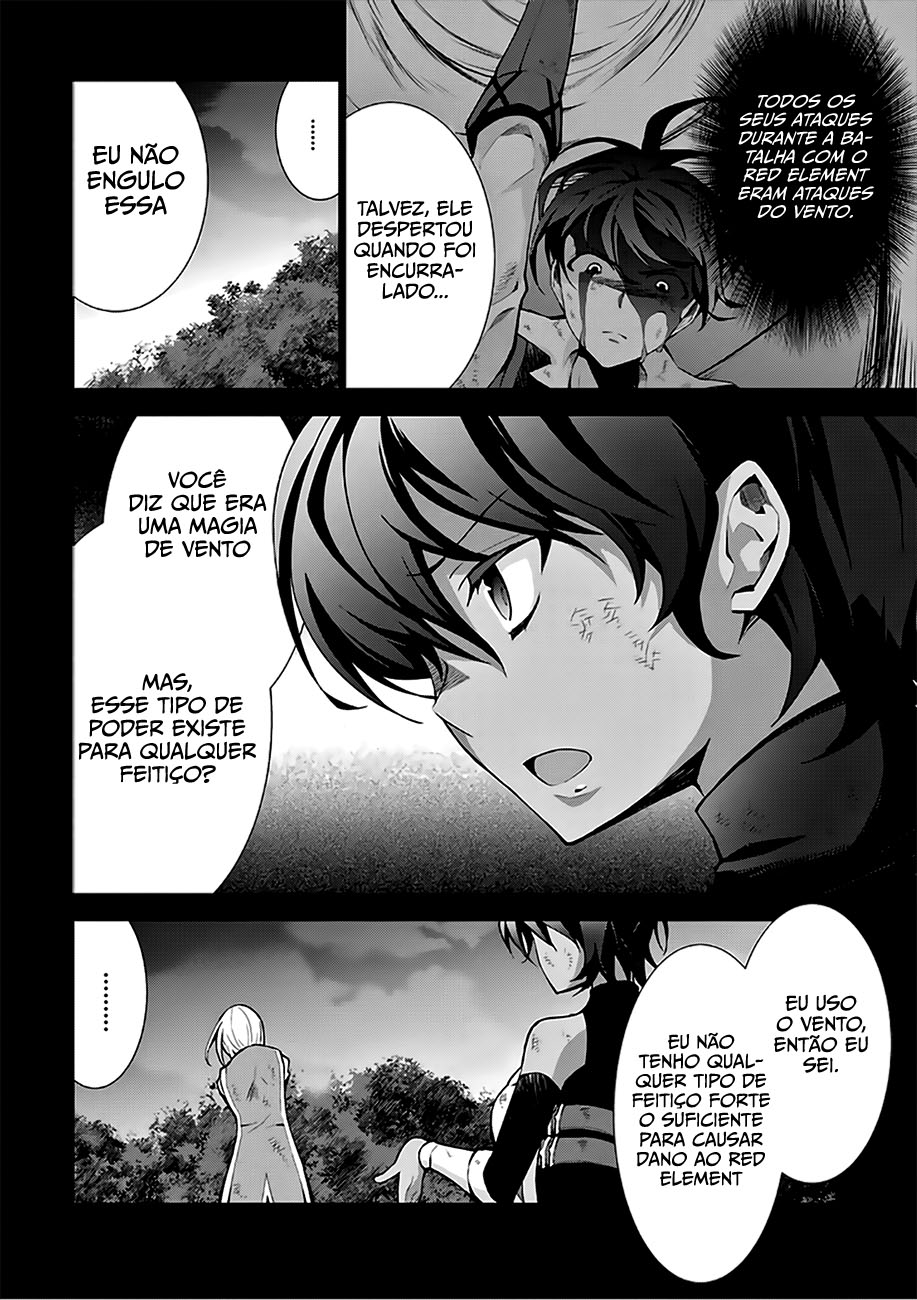 TODOS OS
SEUS ATAQUES
DURANTE A BA-
TALHA COM O
RED ELEMENT
ERAM ATAQUES
DO VENTO.
TALVEZ, ELE
DESPERTOU
QUANDO FOI
ENCURRA-
LADO...
........
EU NÃO
ENGULO
ESSA
VOCÊ
DIZ QUE ERA
UMA MAGIA
DE VENTO
MAS,
ESSE TIPO DE
PODER EXISTE
PARA QUALQUER
FEITIÇO?
EU USO
O VENTO,
ENTÃO EU
SEI.
EU NÃO
TENHO QUAL-
QUER TIPO DE
FEITIÇO FORTE
O SUFICIENTE
PARA CAUSAR
DANO AO RED
ELEMENT
.........